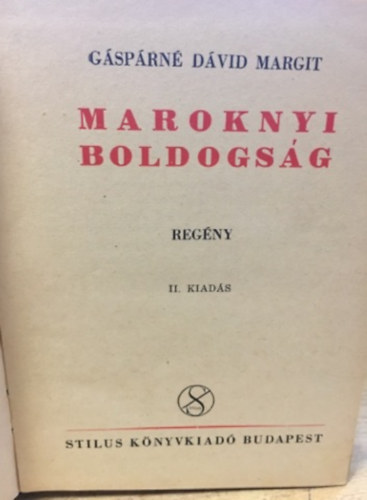 GÁSPÁRNÉ DÁVID MARGIT
MAROKNYI
BOLDOGSÁG
REGÉNY
II. KIADÁS
STILUS KÖNYVKIADÓ BUDAPEST